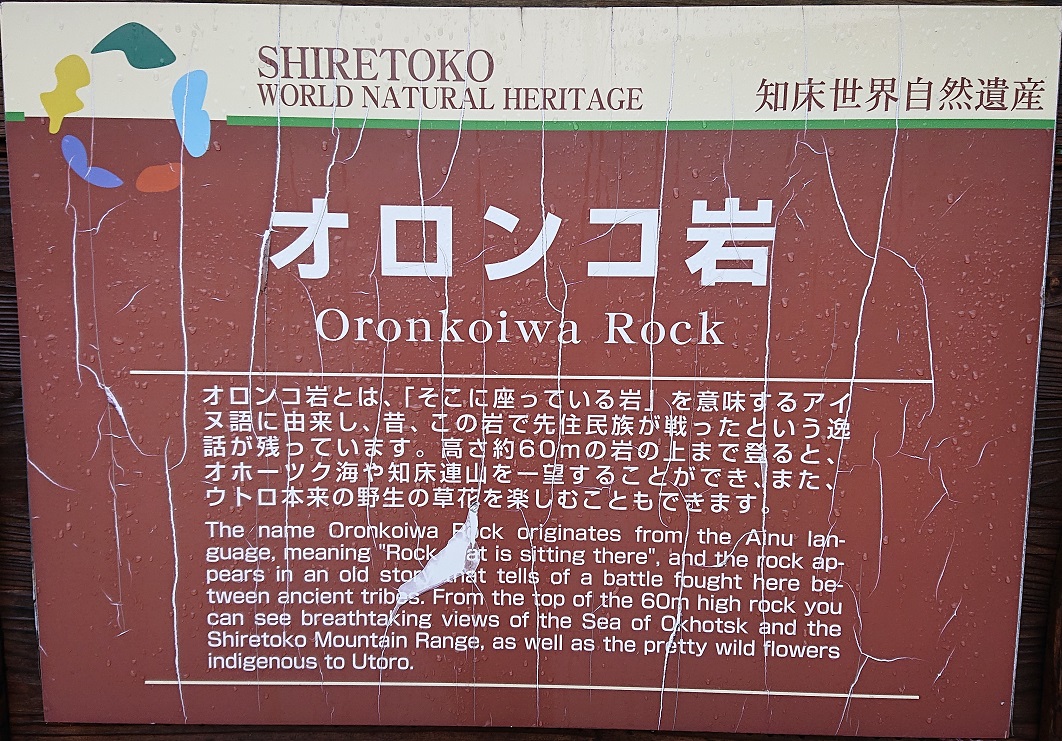 SHIRETOKO
WORLD NATURAL HERITAGE
知床世界自然遺産
オロンコ岩
Oronkoiwa Rock
オロンコ岩とは、「そこに座っている岩」を意味するアイ
ヌ語に由来し、昔、この岩で先住民族が戦ったという逸
話が残っています。高さ約60mの岩の上まで登ると、
オホーツク海や知床連山を一望することができ、また、
ウトロ本来の野生の草花を楽しむこともできます。
The name Oronkoiwa Rock originates from the Ainu lan-
guage, meaning "Rock at is sitting there", and the rock ap-
pears in an old story that tells of a battle fought here be-
tween ancient tribes. From the top of the 60m high rock you
can see breathtaking views of the Sea of Okhotsk and the
Shiretoko Mountain Range, as well as the pretty wild flowers
indigenous to Utoro.